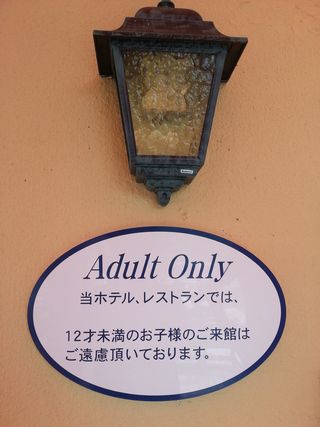 Adult Only
当ホテル、レストランでは、
12才未満のお子様のご来館は
ご遠慮頂いております。